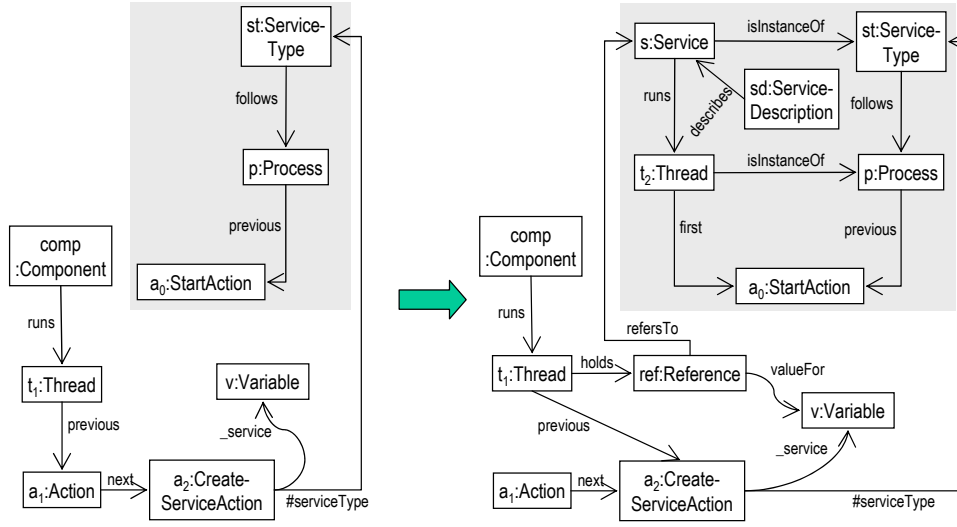 st:Service-
Type
follows
p:Process
previous
a0:StartAction
comp
:Component
runs
t1:Thread
previous
v:Variable
_service
a1:Action
next
a2:Create-
ServiceAction
#serviceType
s:Service
isInstanceOf
st:Service-
Type
runs
describes
sd:Service-
Description
follows
t2:Thread
isInstanceOf
p:Process
first
previous
a0:StartAction
comp
:Component
runs
refersTo
t1:Thread
holds
ref:Reference
valueFor
v:Variable
previous
_service
a1:Action
next
a2:Create-
ServiceAction
#serviceType